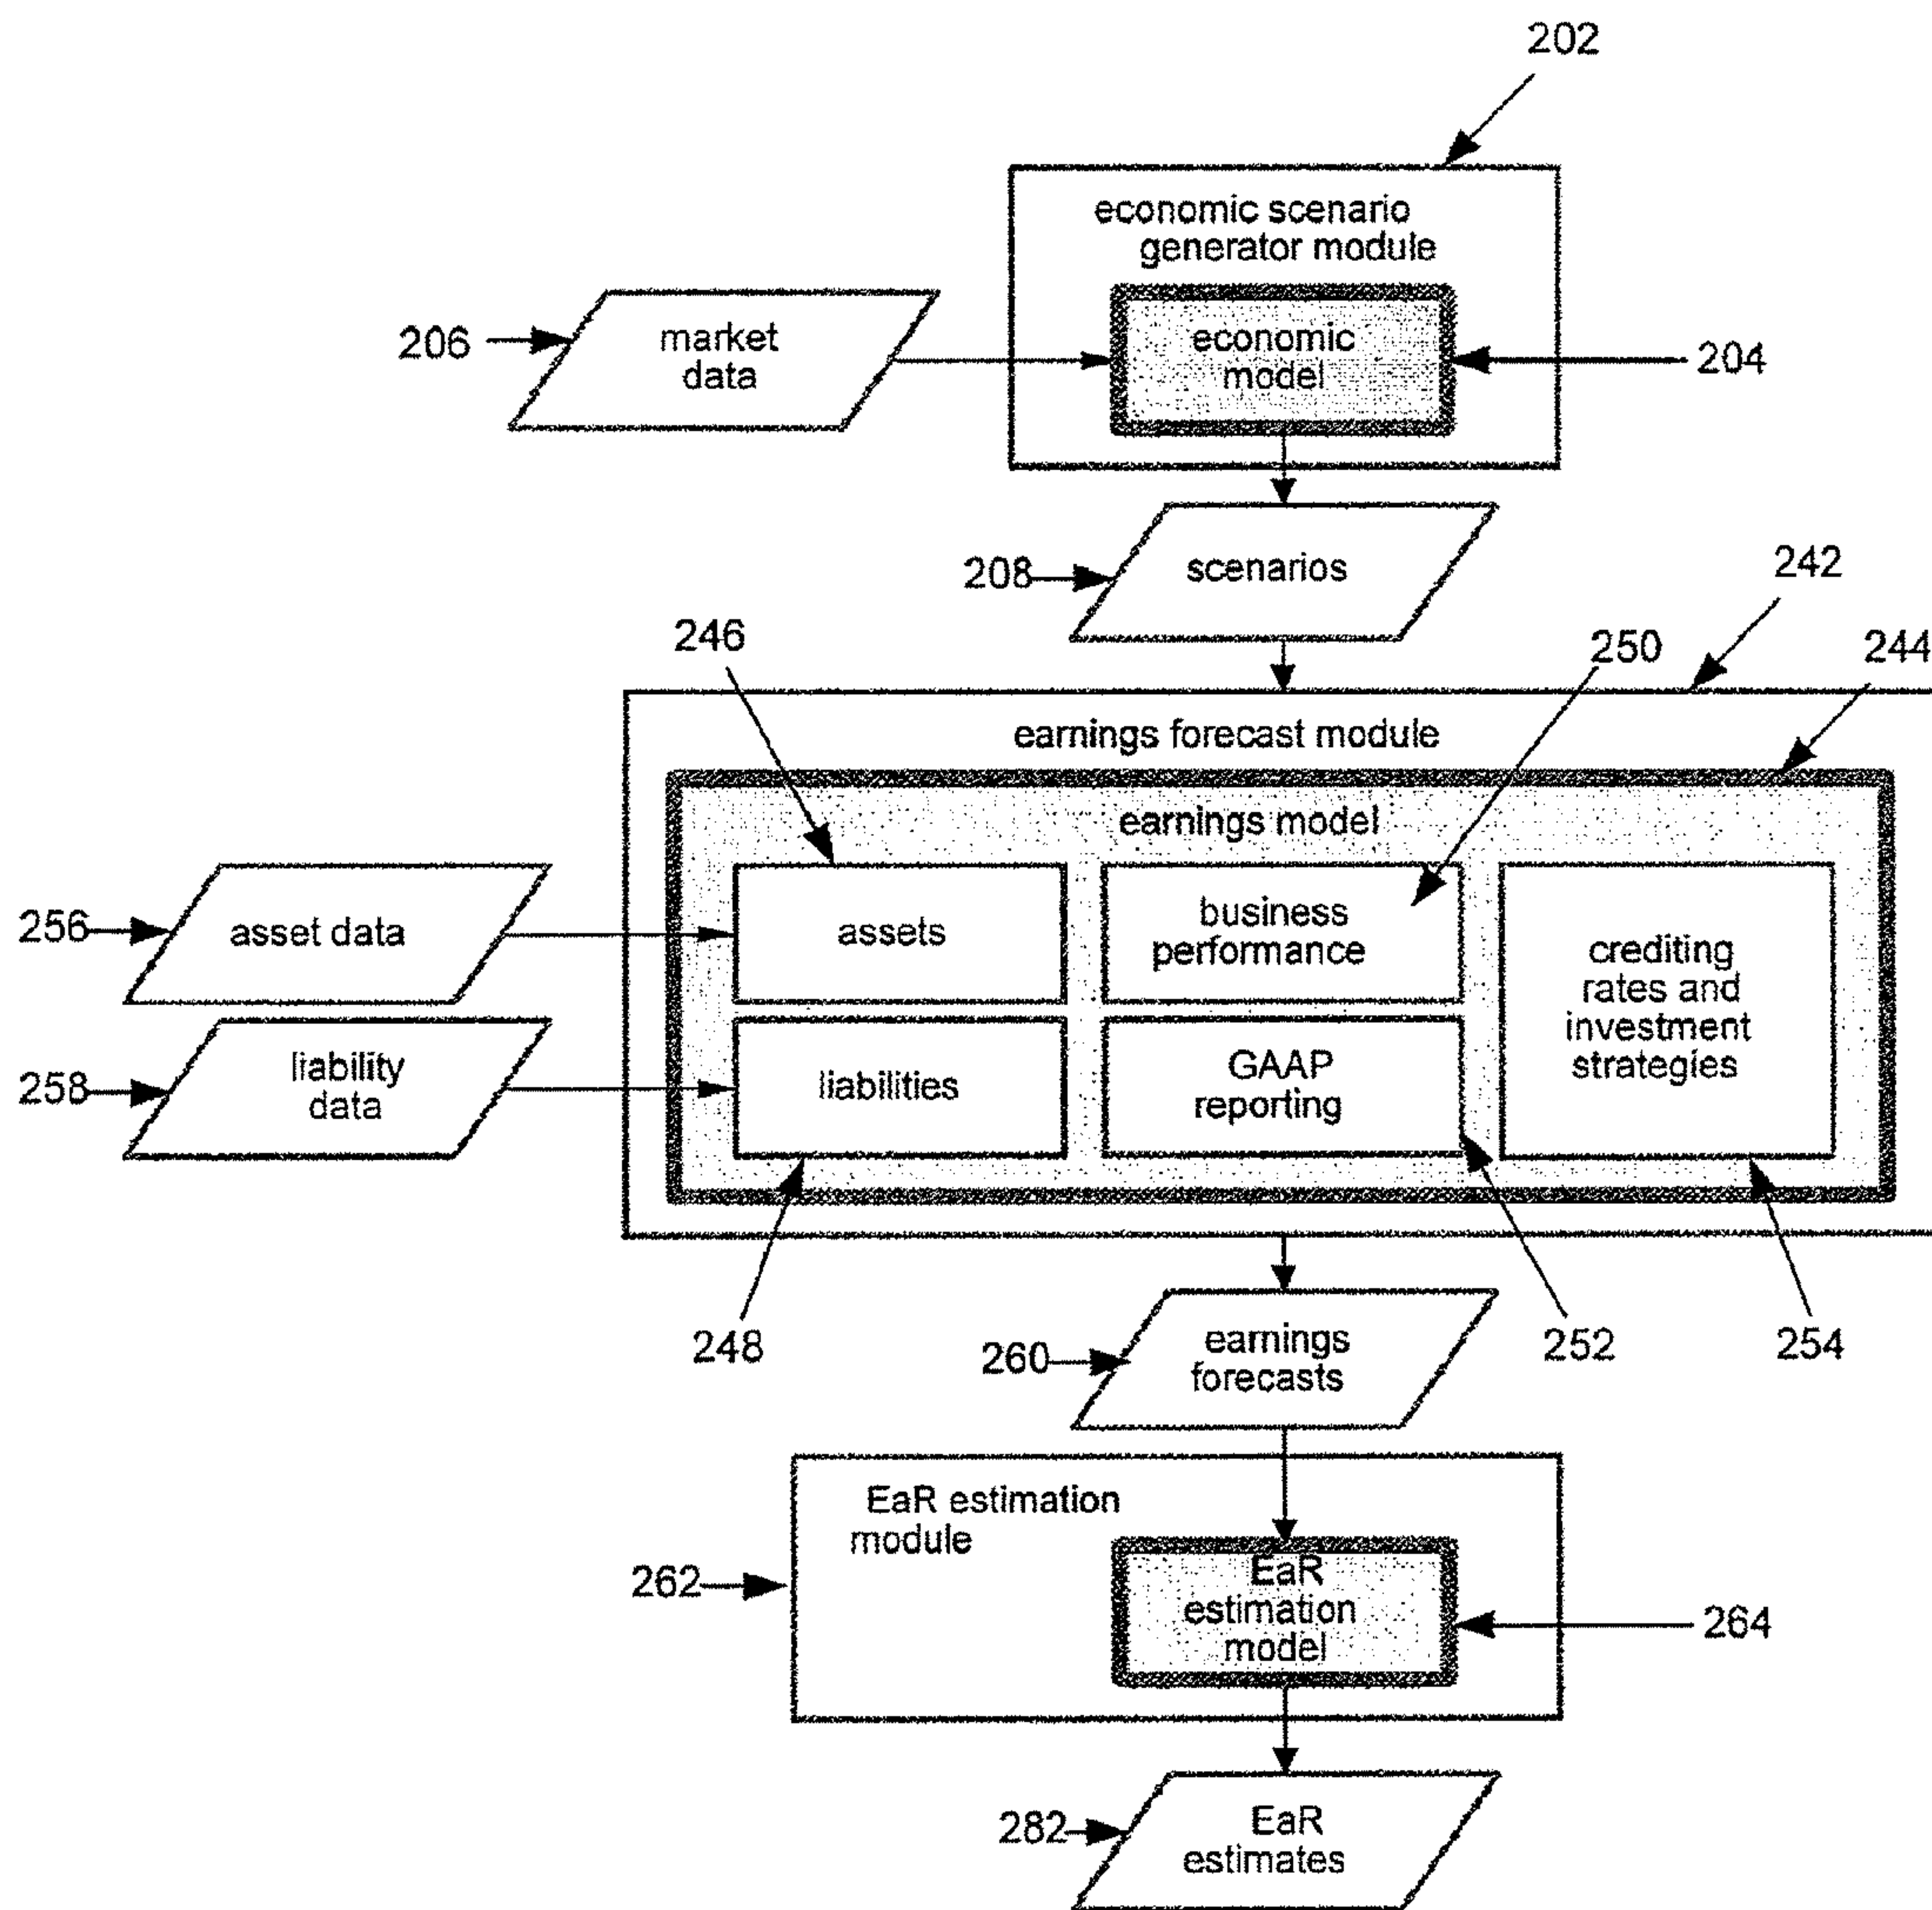 202
economic scenario
generator module
206
market
data
economic
model
204
208
scenarios
242
246
250
244
earnings forecast module
earnings model
256
asset data
assets
business
performance
crediting
rates and
investment
strategies
258
liability
data
liabilities
GAAP
reporting
248
260
earnings
forecasts
252
254
EaR estimation
module
262
EaR
estimation
model
264
282
EaR
estimates